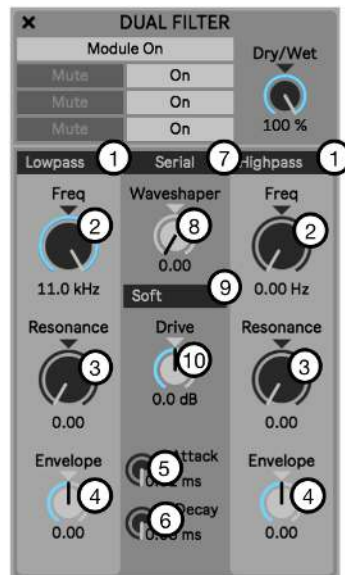 × DUAL FILTER
Module On
Dry/Wet
Mute On
Mute On
Mute On
100 %
Lowpass 1 Serial 7 Highpass 1
Freq Waveshaper Freq
2 8 2
11.0 kHz 0.00 0.00 Hz
Soft 9
Resonance Drive Resonance
3 10 3
0.00 0.0 dB 0.00
Envelope Attack Envelope
5 ms
4 4
Decay
6 ms
0.00 0.00